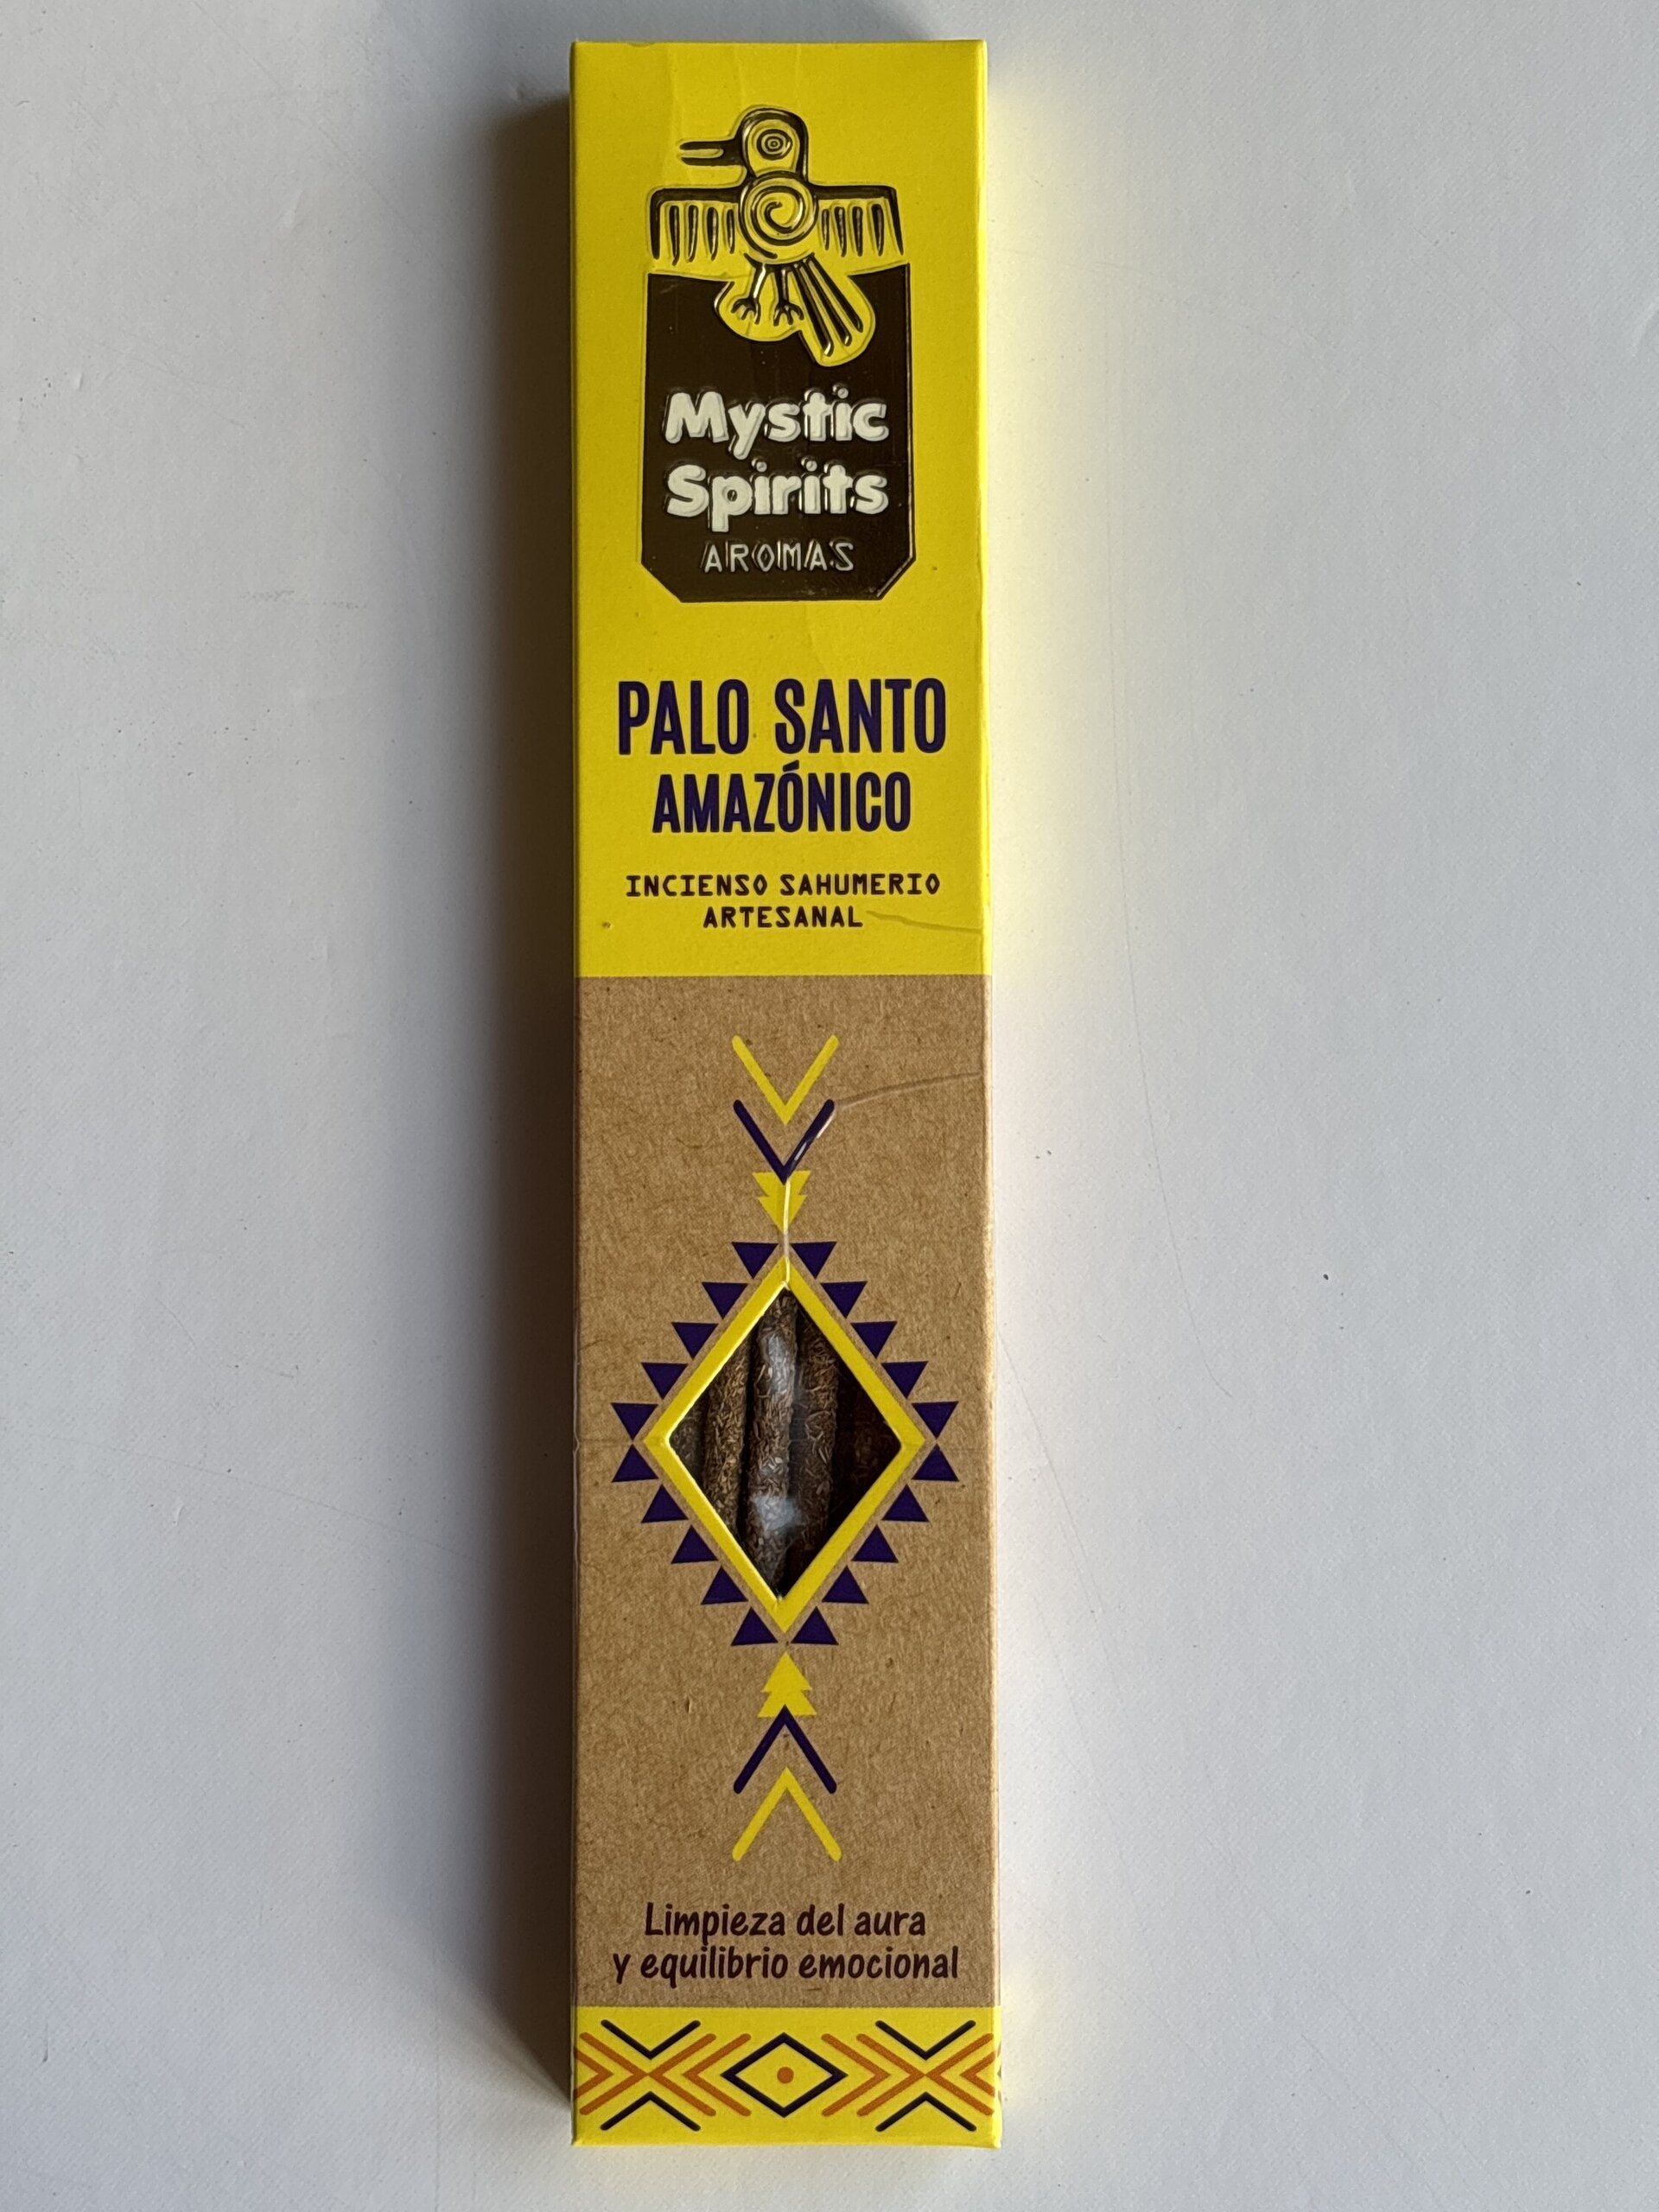 Mystic
Spirits
AROMAS
PALO SANTO
AMAZÓNICO
INCIENSO SAHUMERIO
ARTESANAL
Limpieza del aura
y equilibrio emocional